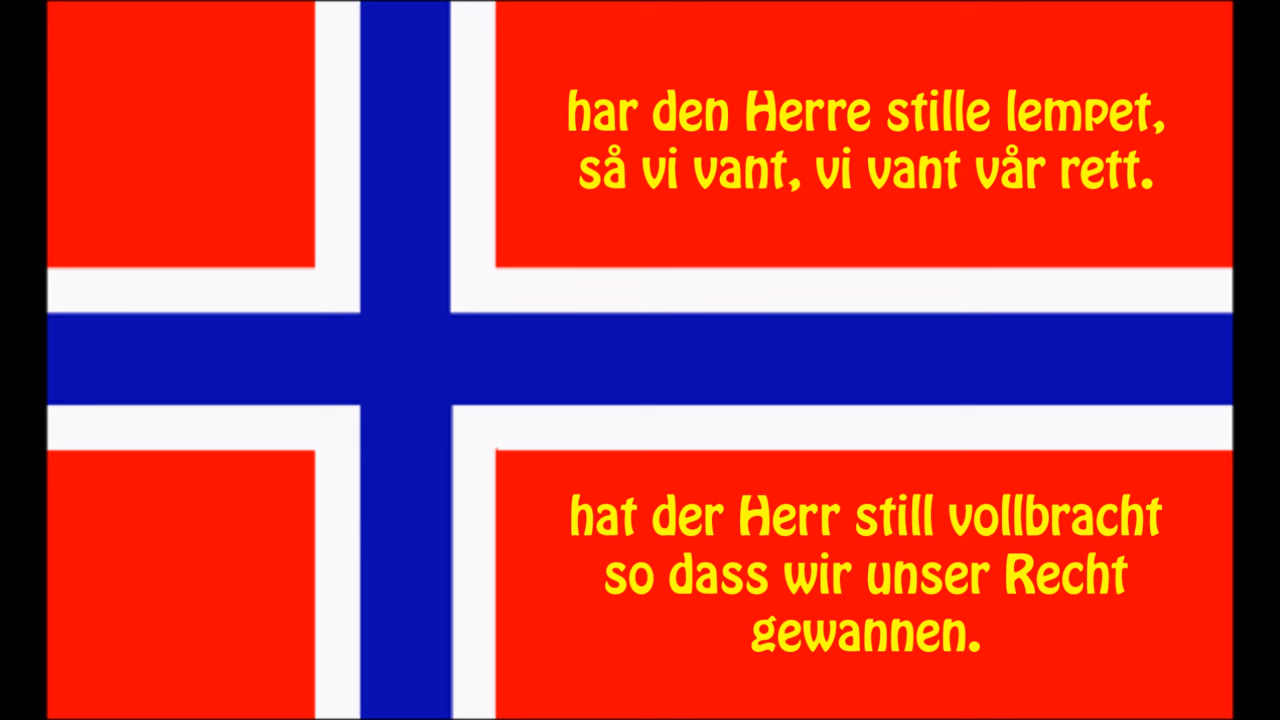 har den Herre stille lempet,
så vi vant, vi vant vår rett.
hat der Herr still vollbracht
so dass wir unser Recht
gewannen.